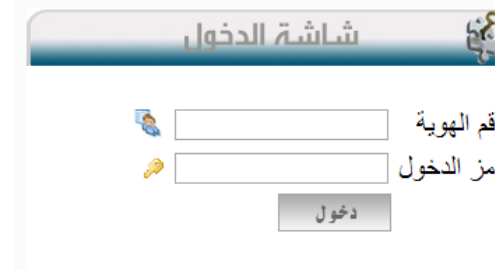 شاشة الدخول
قم الهوية
مز الدخول
دخول